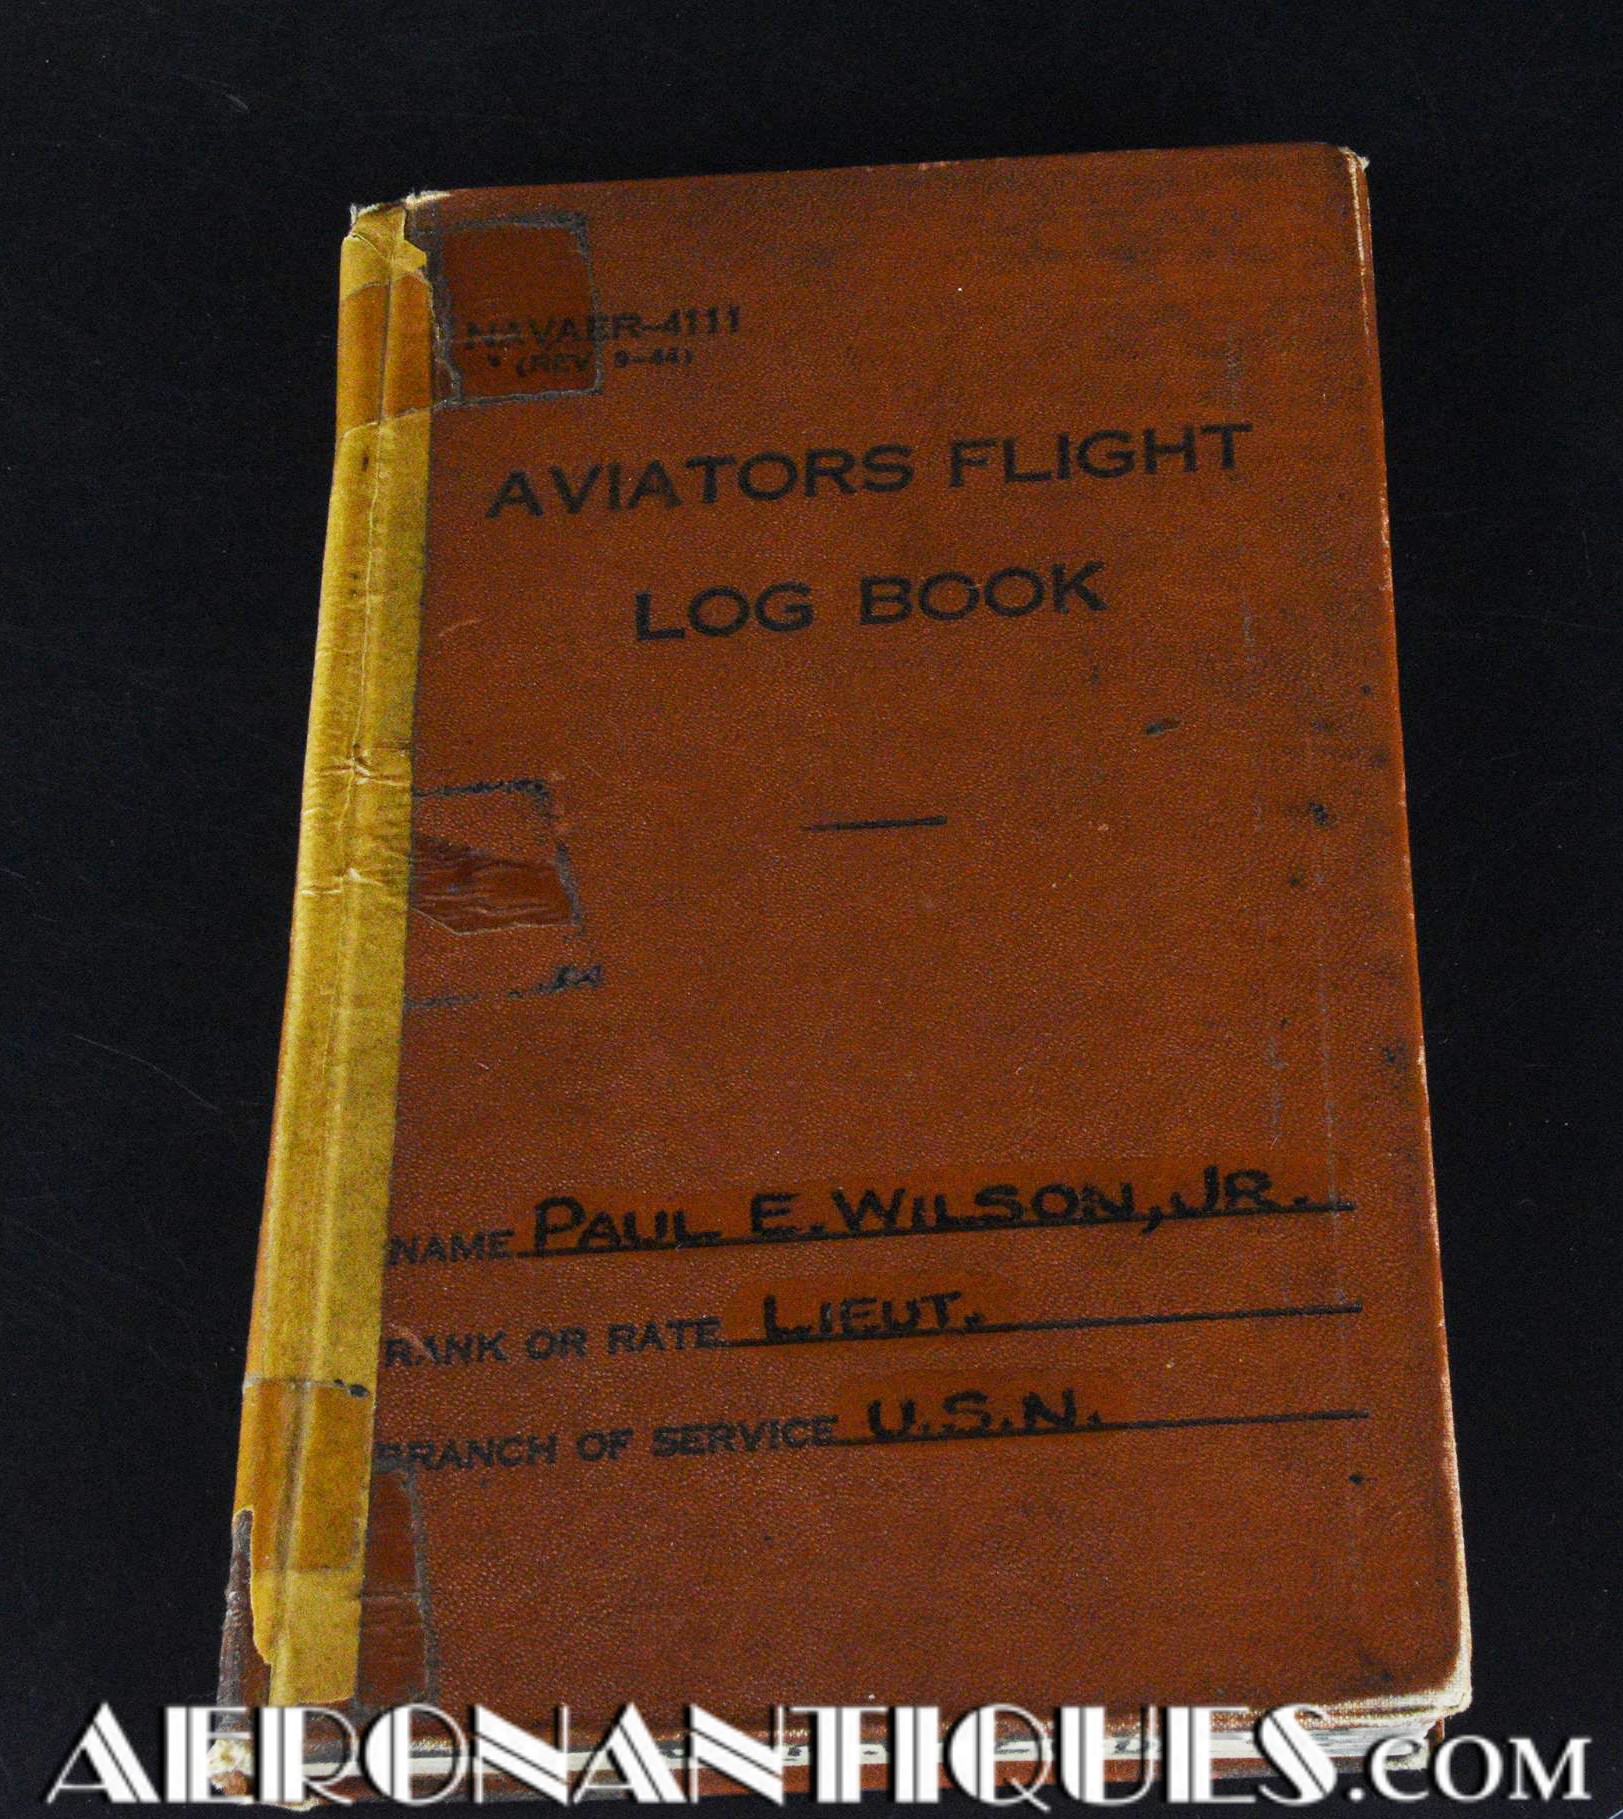 NAVAER-4111
* (REV. 9-44)
AVIATORS FLIGHT
LOG BOOK
NAME PAUL E. WILSON, JR.
RANK OR RATE LIEUT.
BRANCH OF SERVICE U.S.N.
AERONANTIQUES.COM